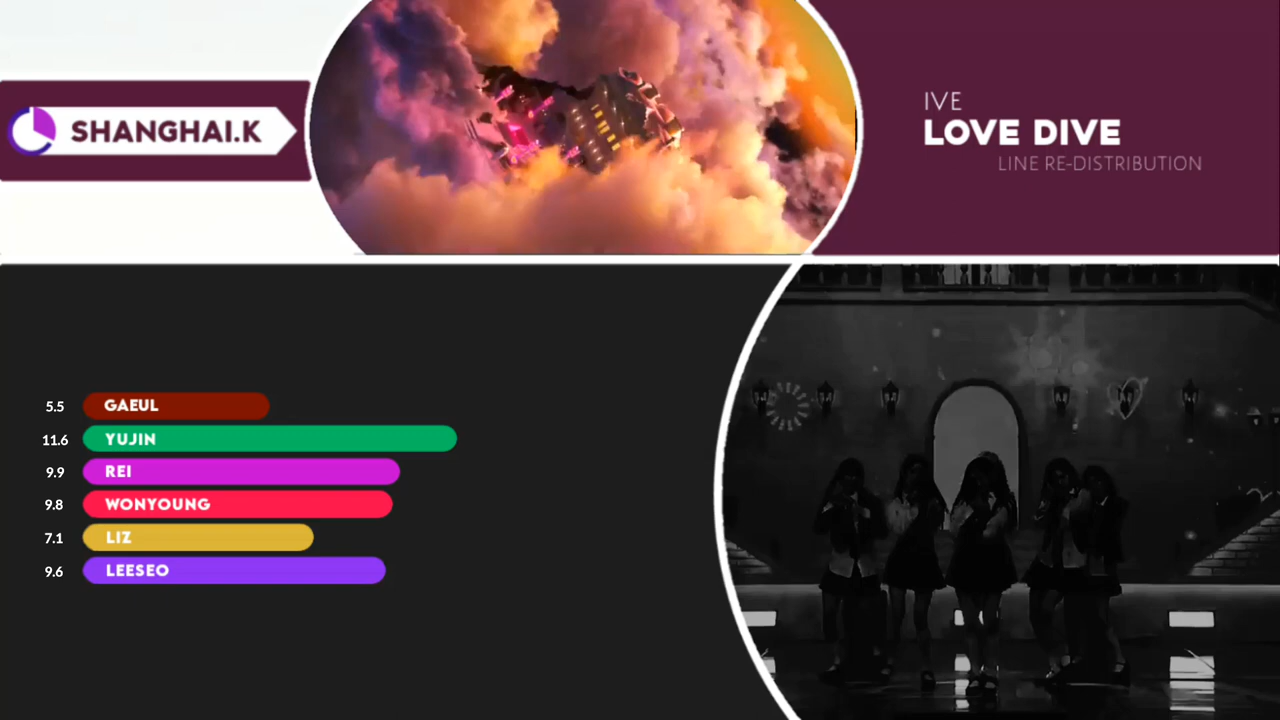 SHANGHAI.K
IVE
LOVE DIVE
LINE RE-DISTRIBUTION
5.5 GAEUL
11.6 YUJIN
9.9 REI
9.8 WONYOUNG
7.1 LIZ
9.6 LEESEO